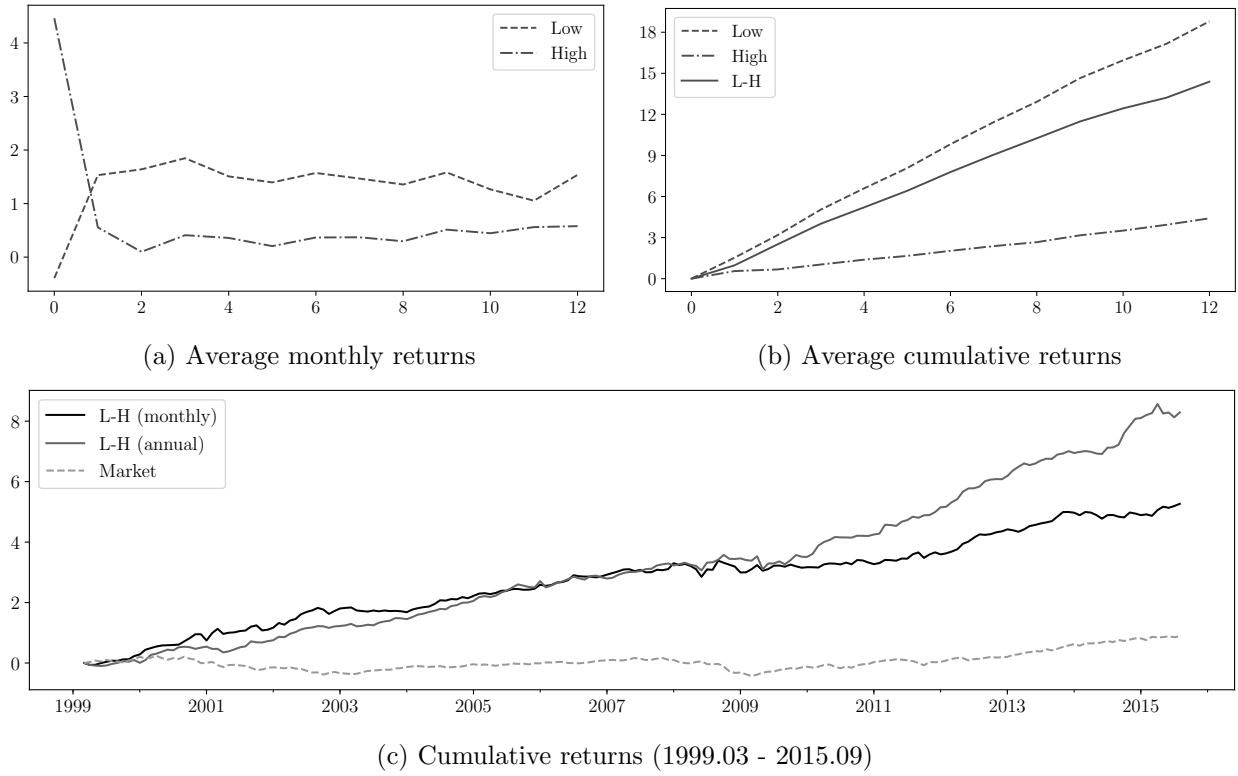 4
3
2
1
0
Low
High
0 2 4 6 8 10 12
(a) Average monthly returns
18
15
12
9
6
3
0
Low
High
L-H
0 2 4 6 8 10 12
(b) Average cumulative returns
8
6
4
2
0
L-H (monthly)
L-H (annual)
Market
1999 2001 2003 2005 2007 2009 2011 2013 2015
(c) Cumulative returns (1999.03 - 2015.09)